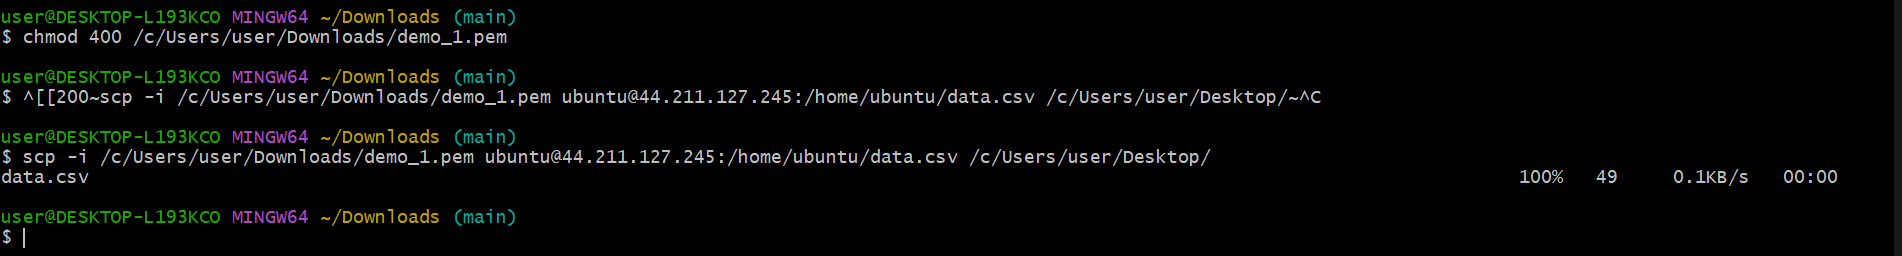 user@DESKTOP-L193KCO MINGW64 ~/Downloads (main)
$ chmod 400 /c/Users/user/Downloads/demo_1.pem
user@DESKTOP-L193KCO MINGW64 ~/Downloads (main)
$ ^[[200~scp -i /c/Users/user/Downloads/demo_1.pem ubuntu@44.211.127.245:/home/ubuntu/data.csv /c/Users/user/Desktop/~^C
user@DESKTOP-L193KCO MINGW64 ~/Downloads (main)
$ scp -i /c/Users/user/Downloads/demo_1.pem ubuntu@44.211.127.245:/home/ubuntu/data.csv /c/Users/user/Desktop/
data.csv 100% 49 0.1KB/s 00:00
user@DESKTOP-L193KCO MINGW64 ~/Downloads (main)
$